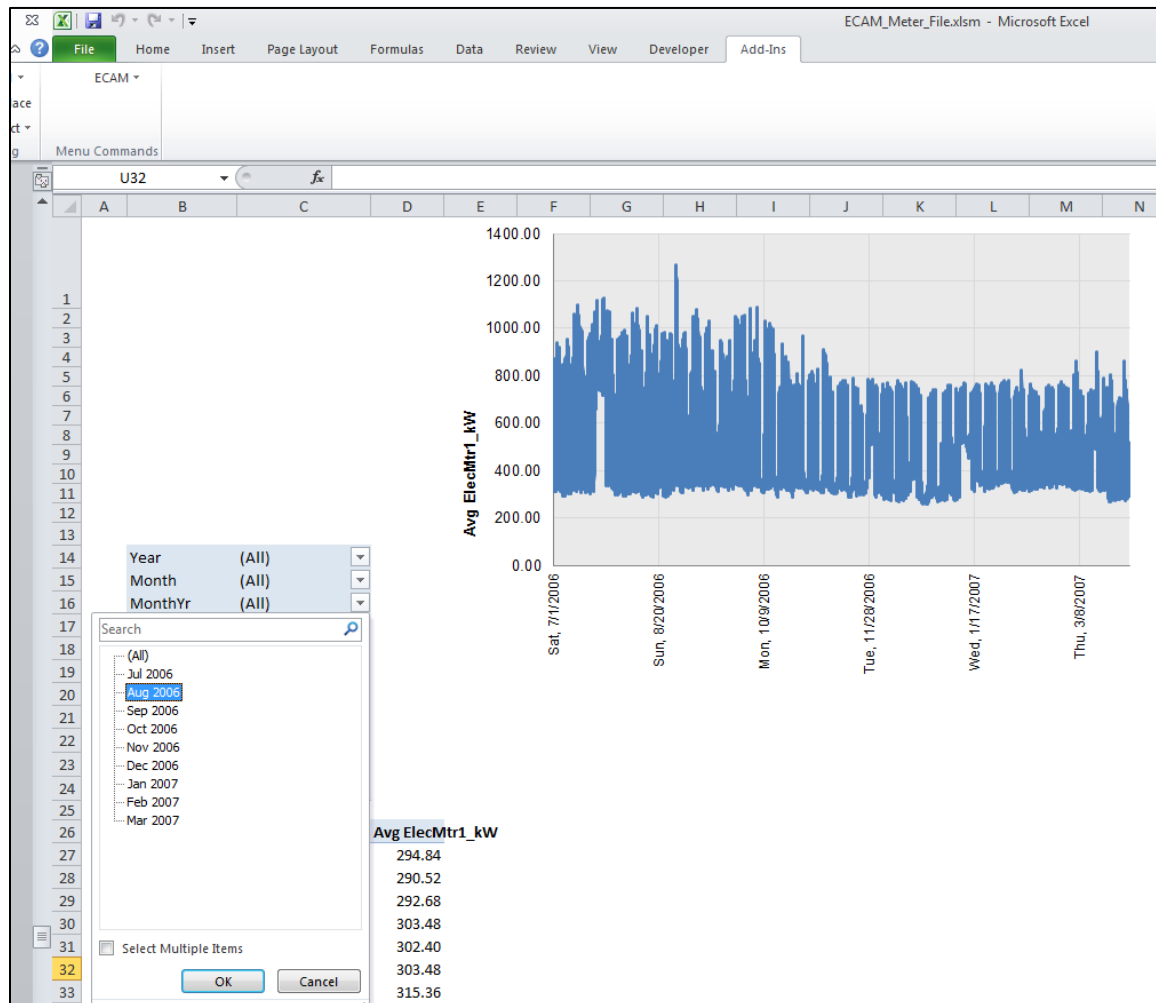 ECAM_Meter_File.xlsm - Microsoft Excel
File Home Insert Page Layout Formulas Data Review View Developer Add-Ins
ECAM
ace
ct
g Menu Commands
U32 fx
A B C D E F G H I J K L M N
1400.00
1200.00
1000.00
800.00
600.00
400.00
200.00
0.00
Avg ElecMtr1_kW
Sat, 7/1/2006
Sun, 8/20/2006
Mon, 10/9/2006
Tue, 11/28/2006
Wed, 1/17/2007
Thu, 3/8/2007
1
2
3
4
5
6
7
8
9
10
11
12
13
14 Year (All)
15 Month (All)
16 MonthYr (All)
17 Search
18 (All)
19 Jul 2006
20 Aug 2006
21 Sep 2006
22 Oct 2006
Nov 2006
23 Dec 2006
24 Jan 2007
25 Feb 2007
Mar 2007
26 Avg ElecMtr1_kW
27 294.84
28 290.52
29 292.68
30 303.48
31 Select Multiple Items 302.40
32 OK Cancel 303.48
33 315.36